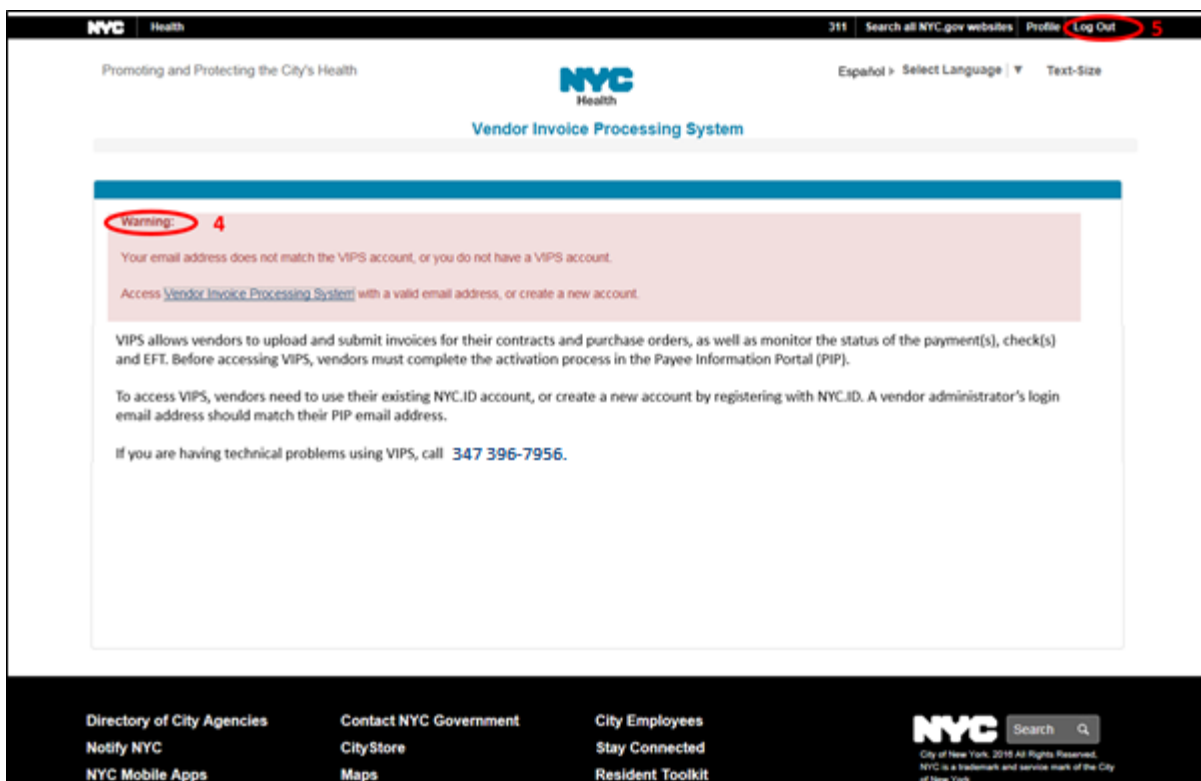 NYC Health 311 Search all NYC.gov websites Profile Log Out 5
Promoting and Protecting the City's Health
NYC
Health
Español Select Language ▼ Text-Size
Vendor Invoice Processing System
Warning: 4
Your email address does not match the VIPS account, or you do not have a VIPS account.
Access Vendor Invoice Processing System with a valid email address, or create a new account.
VIPS allows vendors to upload and submit invoices for their contracts and purchase orders, as well as monitor the status of the payment(s), check(s)
and EFT. Before accessing VIPS, vendors must complete the activation process in the Payee Information Portal (PIP).
To access VIPS, vendors need to use their existing NYC.ID account, or create a new account by registering with NYC.ID. A vendor administrator's login
email address should match their PIP email address.
If you are having technical problems using VIPS, call 347 396-7956.
Directory of City Agencies Contact NYC Government City Employees
Notify NYC CityStore Stay Connected
NYC Mobile Apps Maps Resident Toolkit
NYC Search
City of New York. 2016 All Rights Reserved.
NYC is a trademark and service mark of the City
of New York